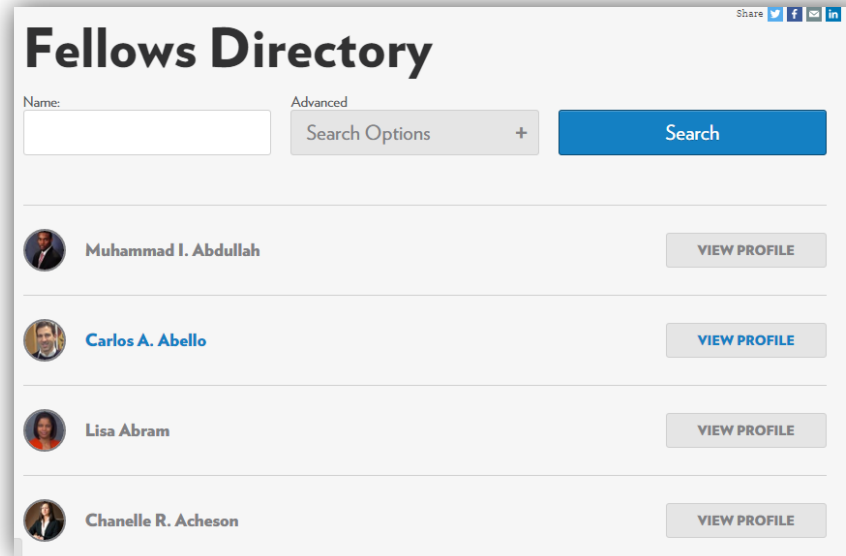 Share
Fellows Directory
Name:
Advanced
Search Options +
Search
Muhammad I. Abdullah
VIEW PROFILE
Carlos A. Abello
VIEW PROFILE
Lisa Abram
VIEW PROFILE
Chanelle R. Acheson
VIEW PROFILE